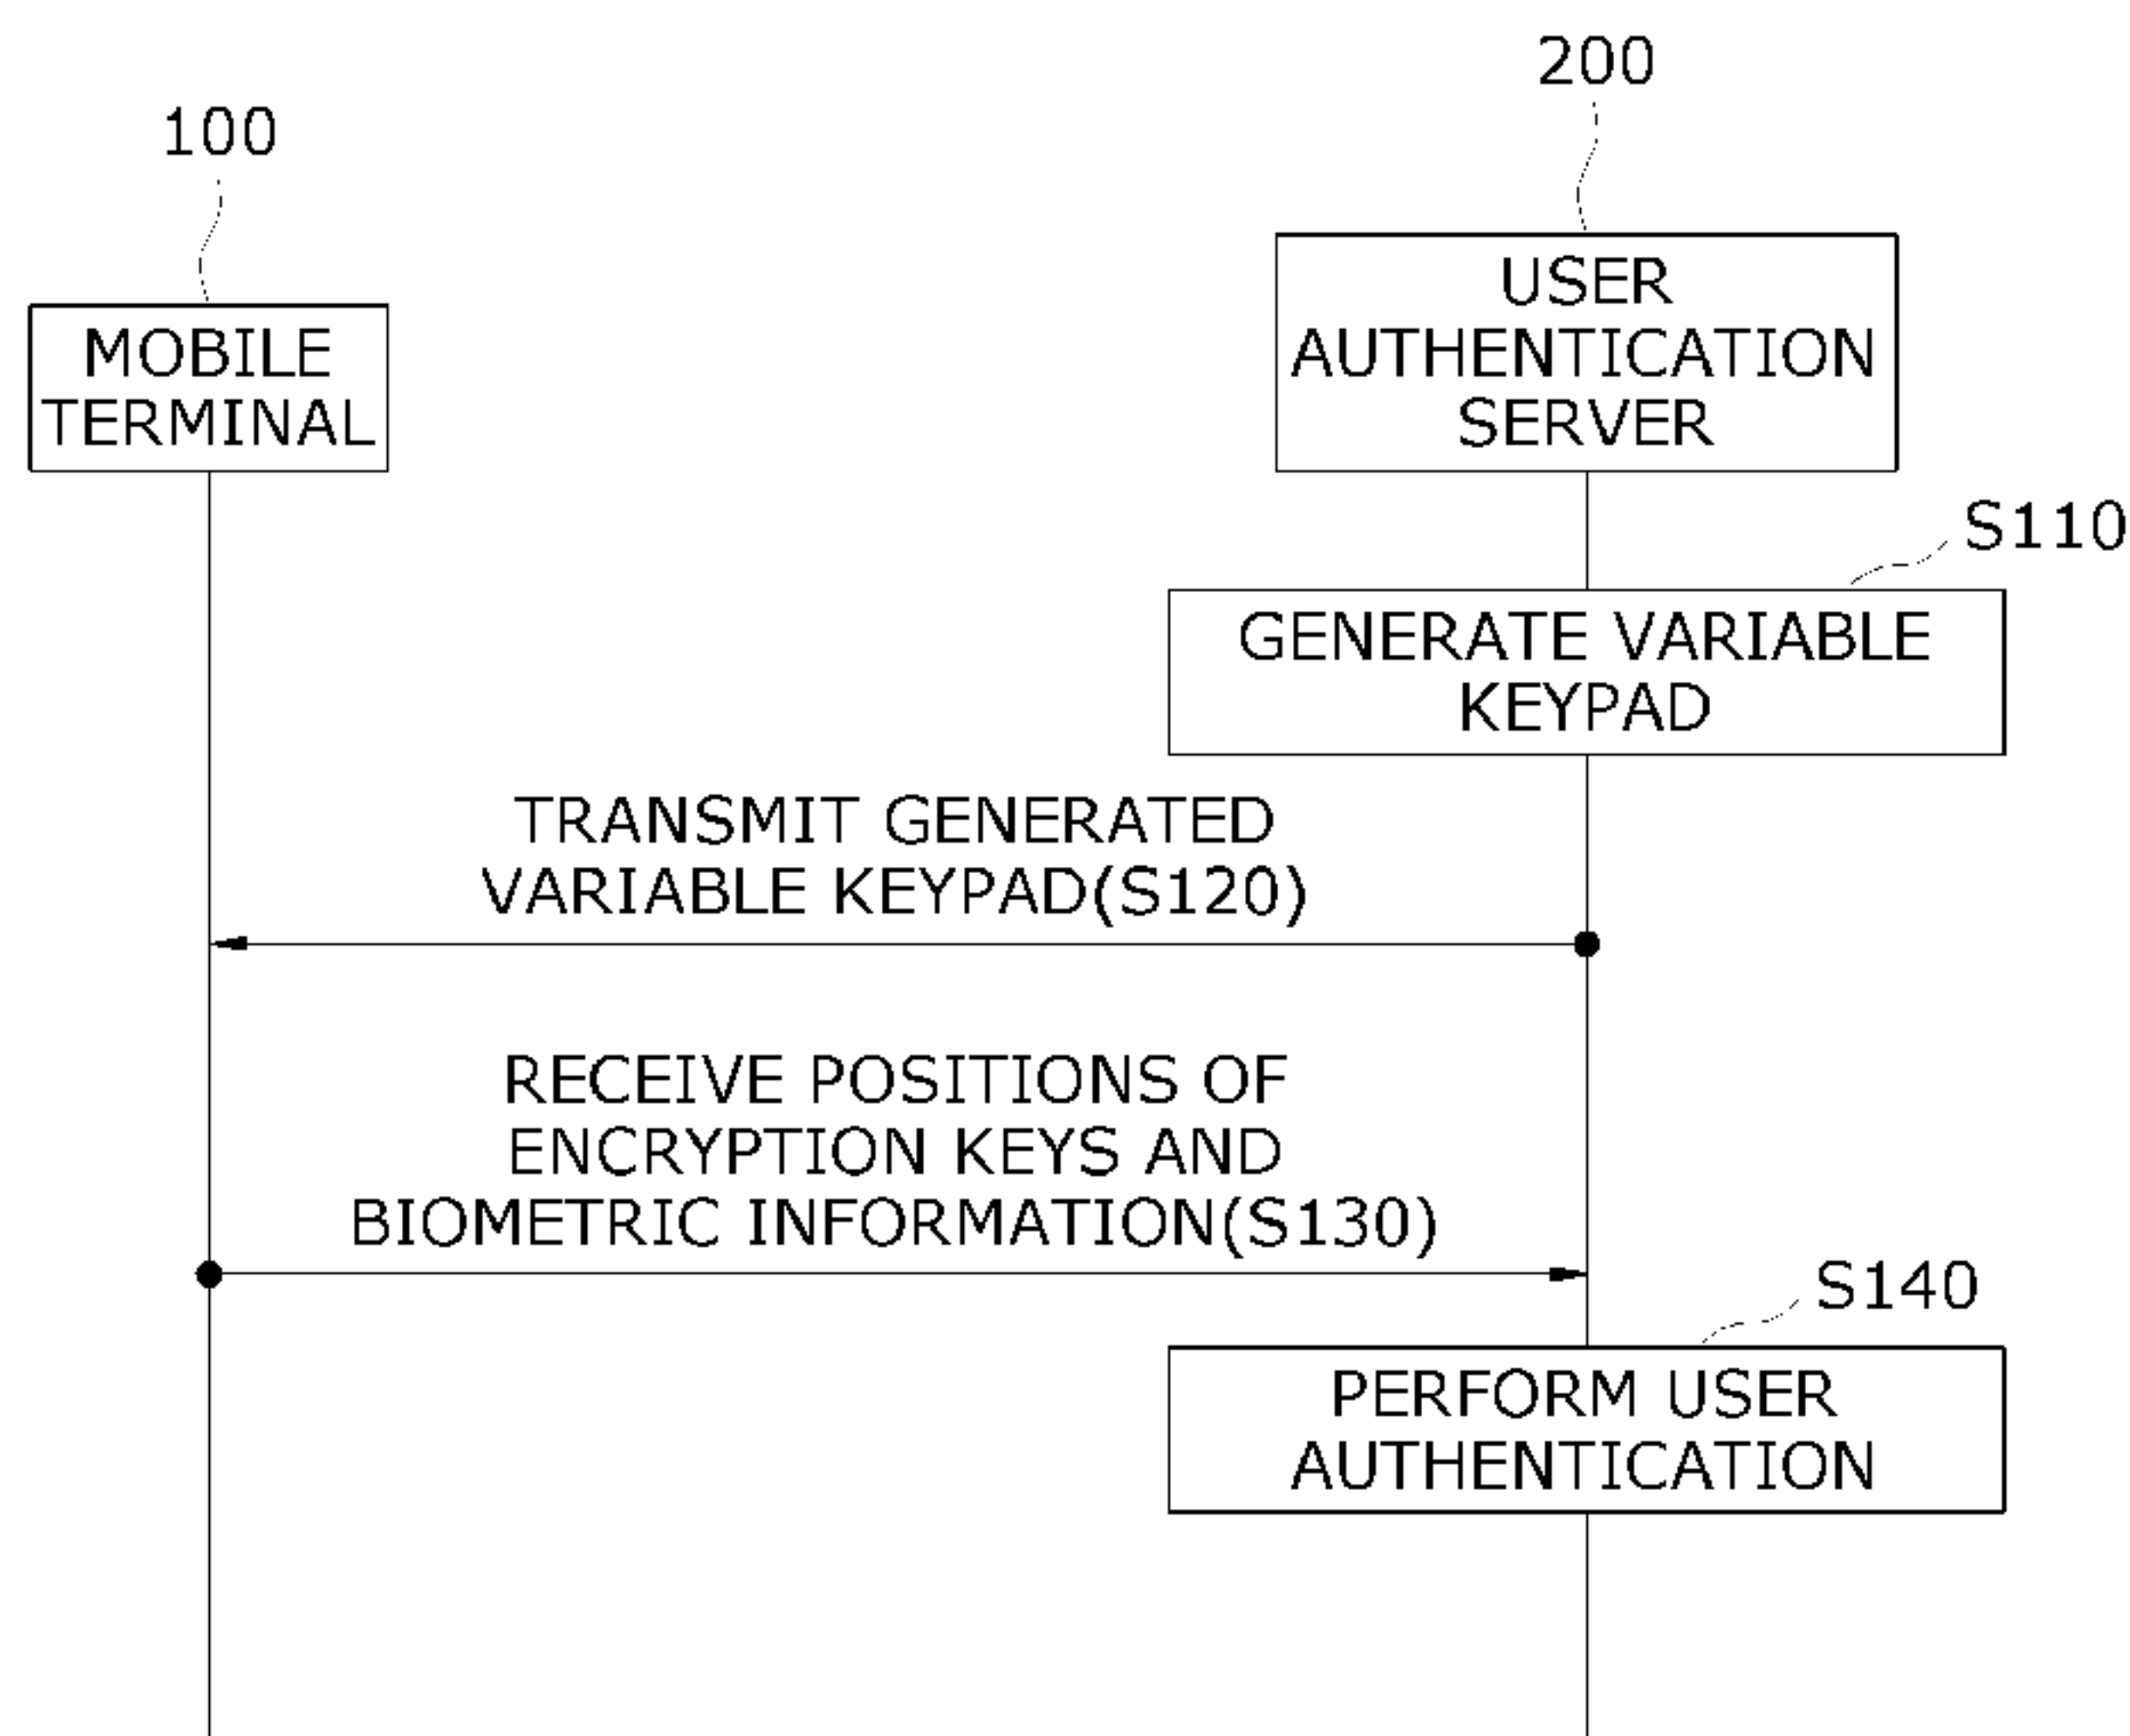 200
100
USER
AUTHENTICATION
SERVER
MOBILE
TERMINAL
S110
GENERATE VARIABLE
KEYPAD
TRANSMIT GENERATED
VARIABLE KEYPAD(S120)
RECEIVE POSITIONS OF
ENCRYPTION KEYS AND
BIOMETRIC INFORMATION(S130)
S140
PERFORM USER
AUTHENTICATION